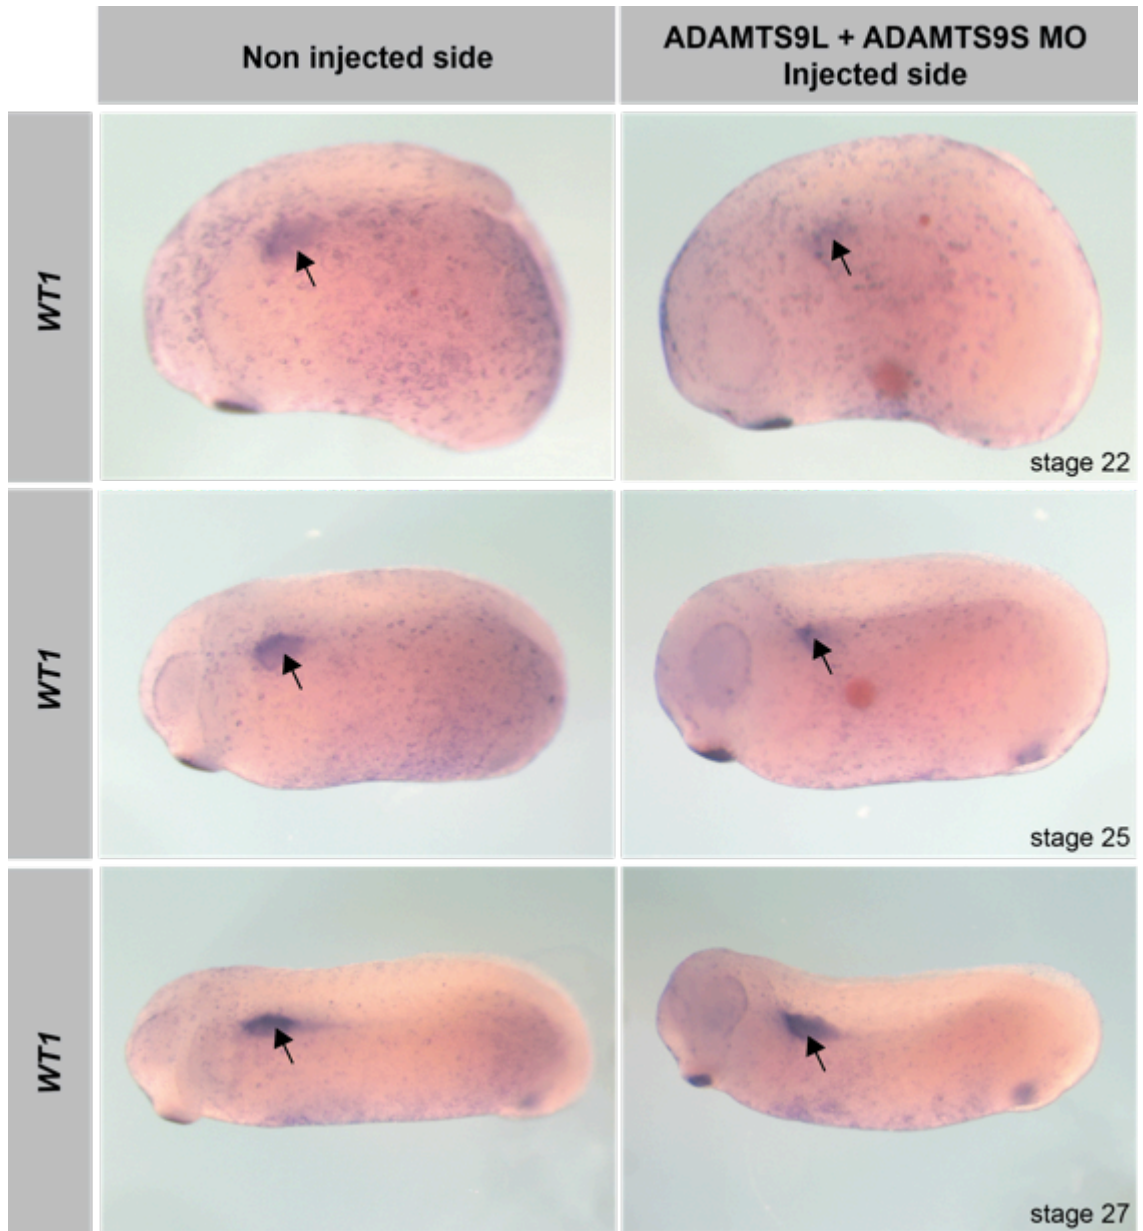 Non injected side
ADAMTS9L + ADAMTS9S MO
Injected side
WT1
stage 22
WT1
stage 25
WT1
stage 27